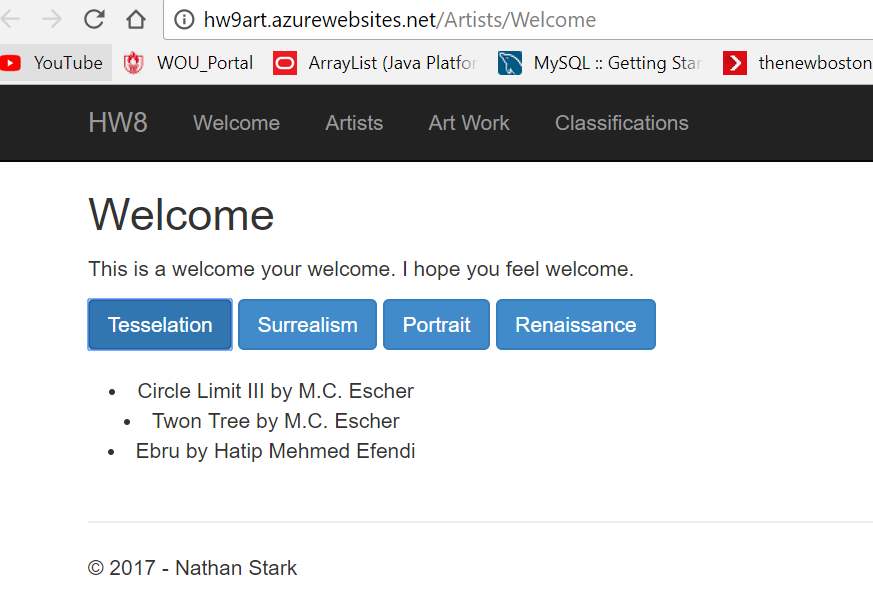 hw9art.azurewebsites.net/Artists/Welcome
YouTube WOU_Portal ArrayList (Java Platfor MySQL :: Getting Star thenewboston
HW8 Welcome Artists Art Work Classifications
Welcome
This is a welcome your welcome. I hope you feel welcome.
Tesselation Surrealism Portrait Renaissance
• Circle Limit III by M.C. Escher
• Twon Tree by M.C. Escher
• Ebru by Hatip Mehmed Efendi
© 2017 - Nathan Stark